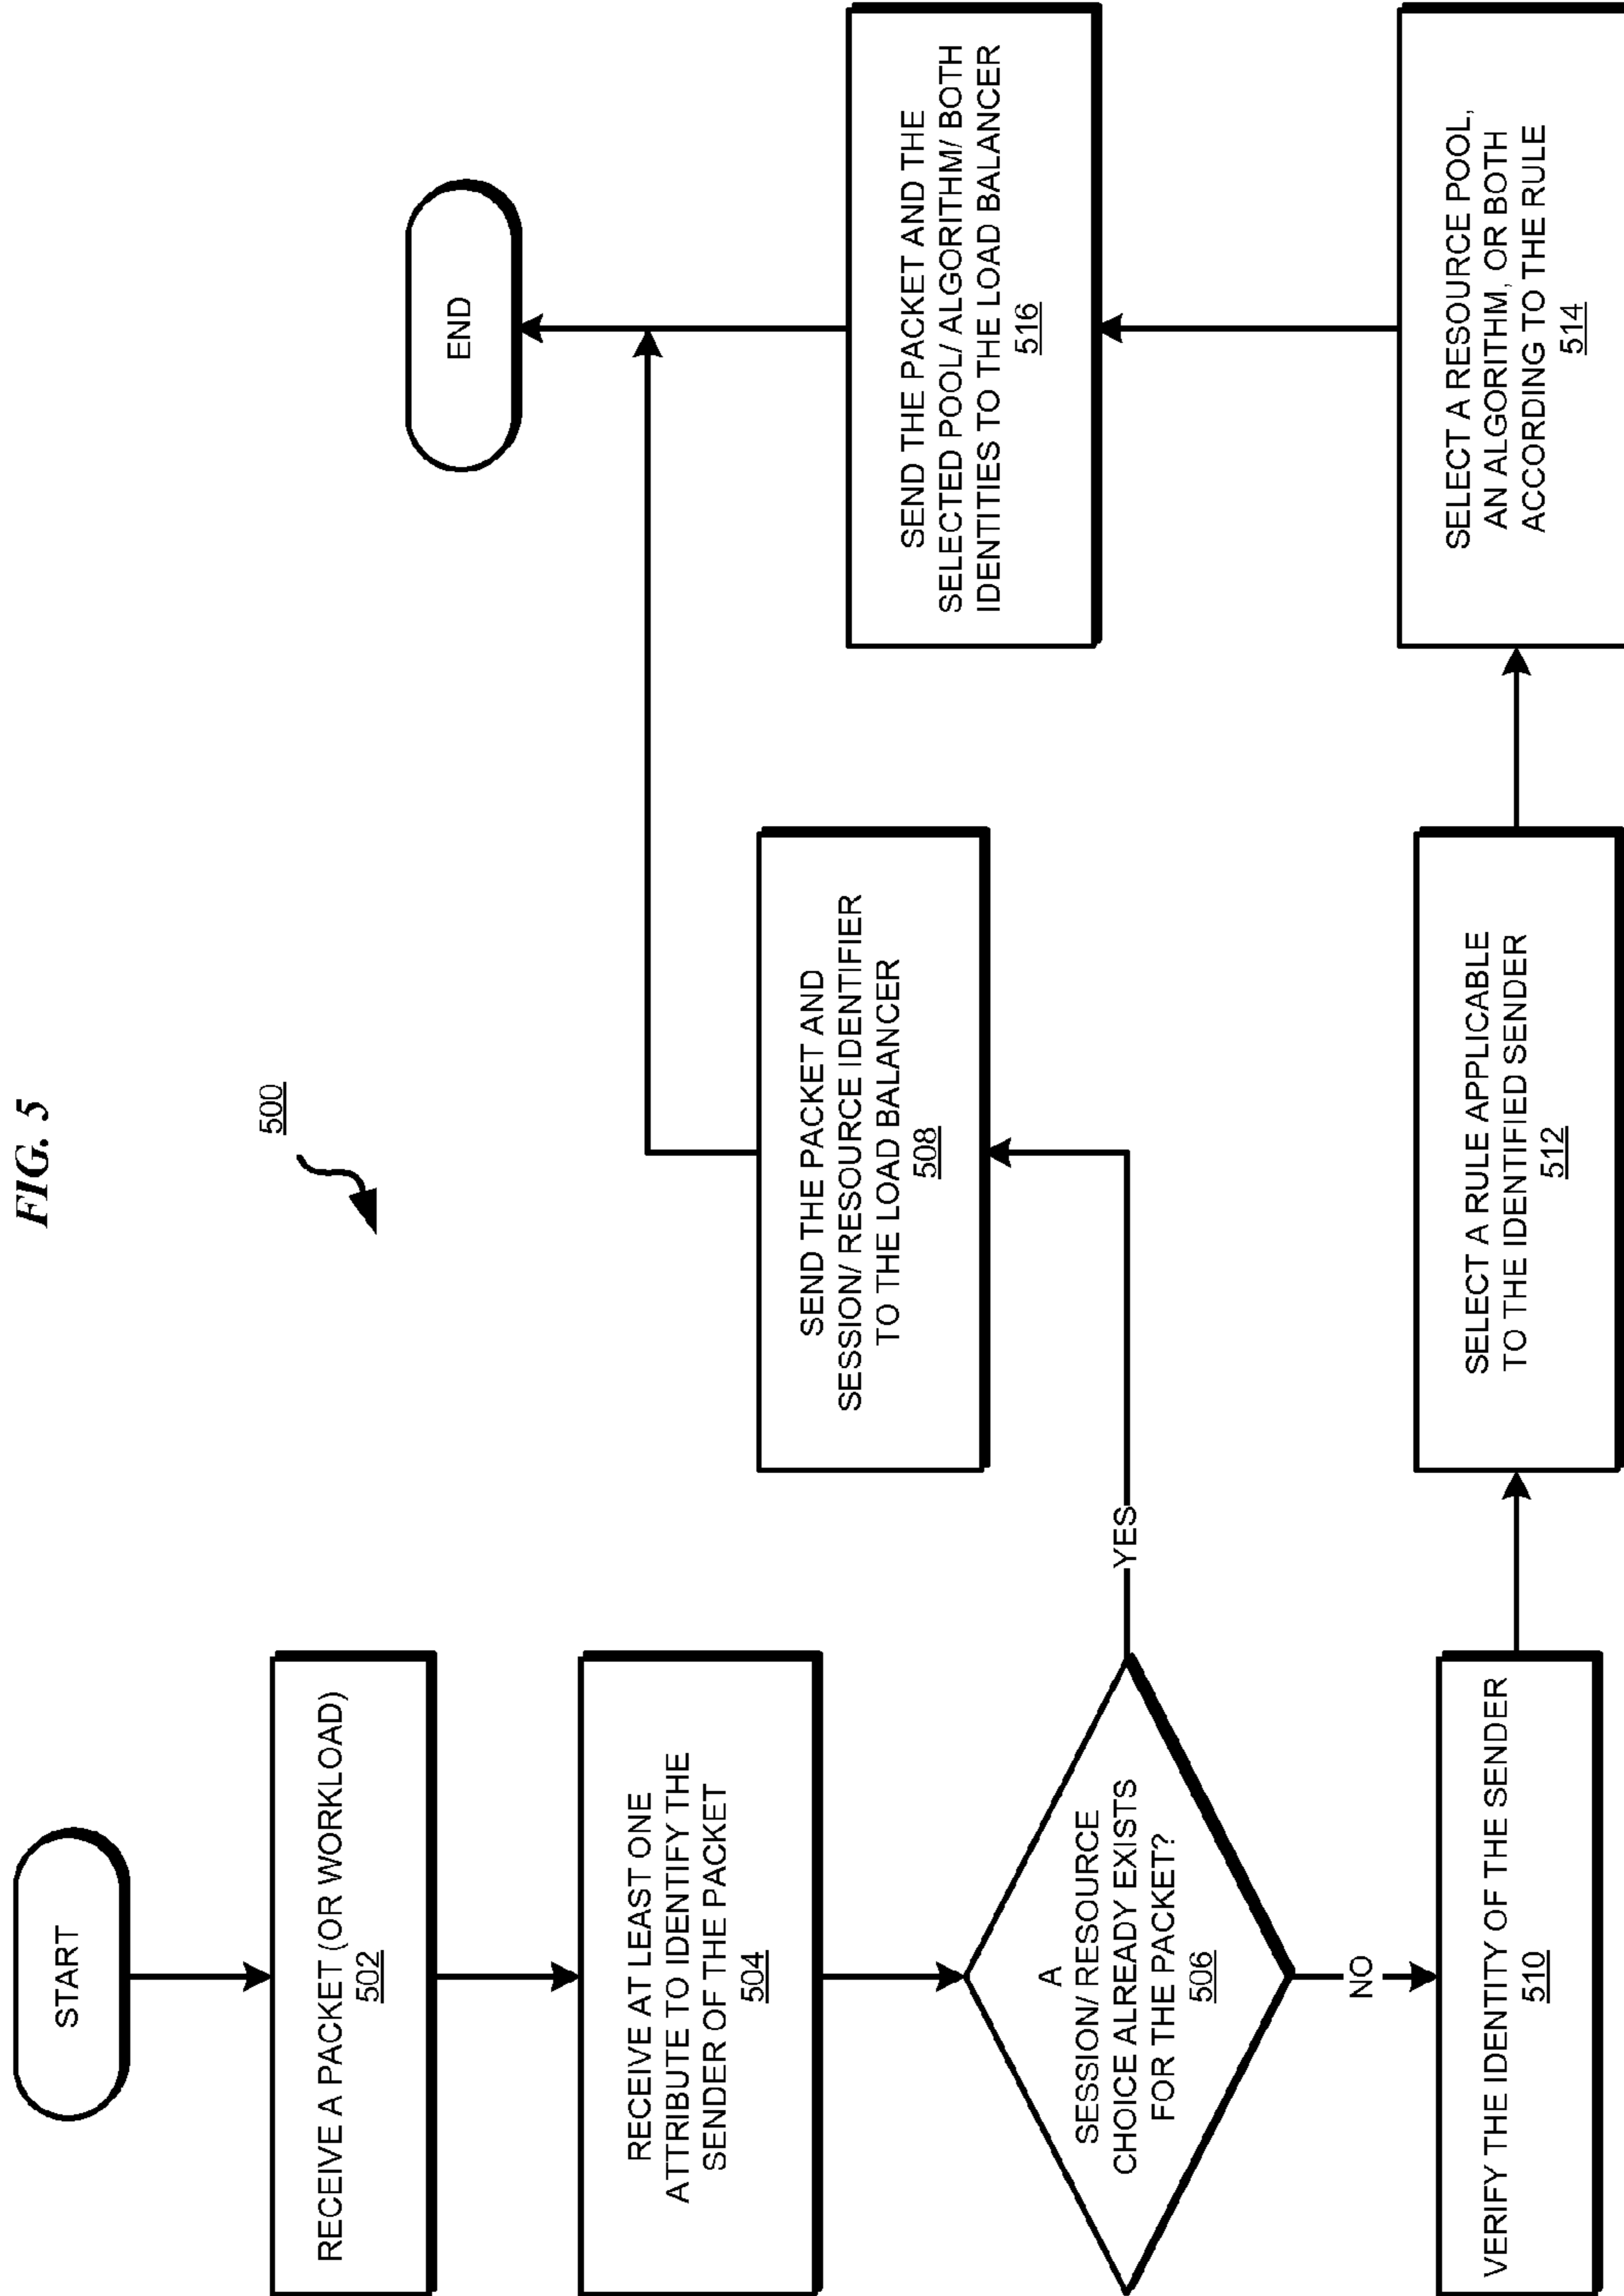 FIG. 5
500
START
RECEIVE A PACKET (OR WORKLOAD)
502
RECEIVE AT LEAST ONE
ATTRIBUTE TO IDENTIFY THE
SENDER OF THE PACKET
504
A
SESSION/ RESOURCE
CHOICE ALREADY EXISTS
FOR THE PACKET?
506
YES
NO
SEND THE PACKET AND
SESSION/ RESOURCE IDENTIFIER
TO THE LOAD BALANCER
508
VERIFY THE IDENTITY OF THE SENDER
510
SELECT A RULE APPLICABLE
TO THE IDENTIFIED SENDER
512
SELECT A RESOURCE POOL,
AN ALGORITHM, OR BOTH
ACCORDING TO THE RULE
514
SEND THE PACKET AND THE
SELECTED POOL/ ALGORITHM/ BOTH
IDENTITIES TO THE LOAD BALANCER
516
END